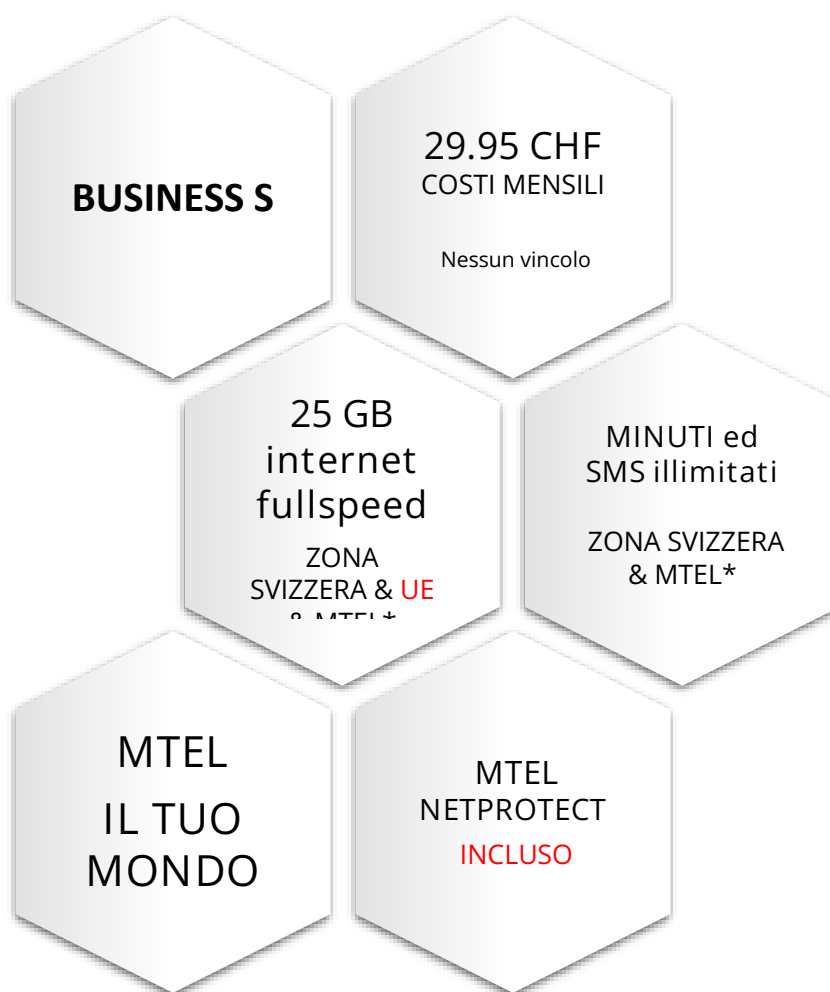 BUSINESS S
29.95 CHF
COSTI MENSILI
Nessun vincolo
25 GB
internet
fullspeed
ZONA
SVIZZERA & UE
& MTEL*
MINUTI ed
SMS illimitati
ZONA SVIZZERA
& MTEL*
MTEL
IL TUO
MONDO
MTEL
NETPROTECT
INCLUSO